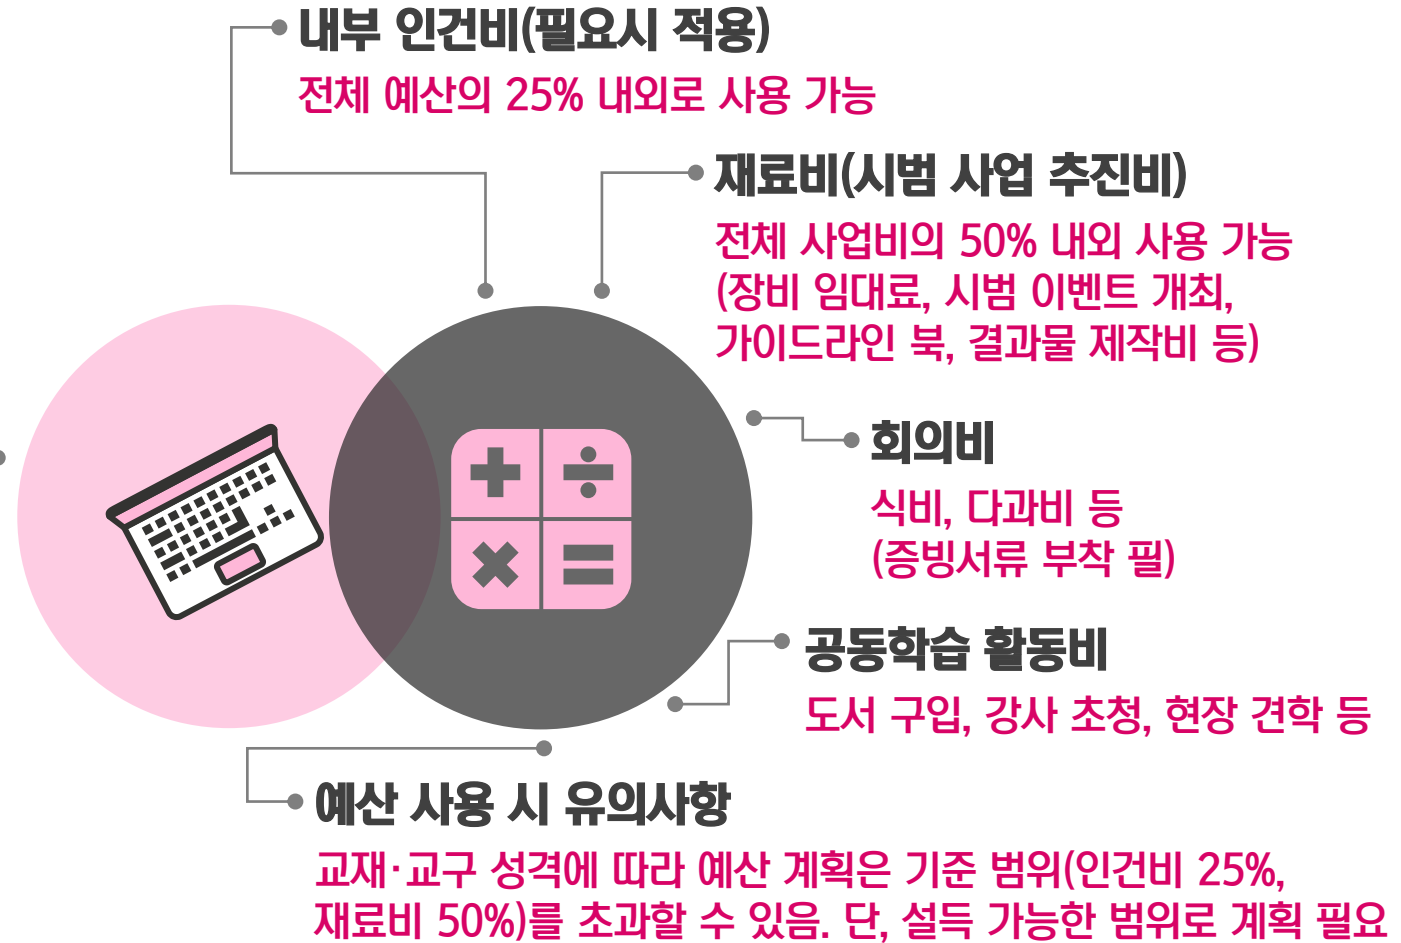 내부 인건비(필요시 적용)
전체 예산의 25% 내외로 사용 가능
재료비(시범 사업 추진비)
전체 사업비의 50% 내외 사용 가능
(장비 임대료, 시범 이벤트 개최,
가이드라인 북, 결과물 제작비 등)
회의비
식비, 다과비 등
(증빙서류 부착 필)
공동학습 활동비
도서 구입, 강사 초청, 현장 견학 등
예산 사용 시 유의사항
교재·교구 성격에 따라 예산 계획은 기준 범위(인건비 25%,
재료비 50%)를 초과할 수 있음. 단, 설득 가능한 범위로 계획 필요